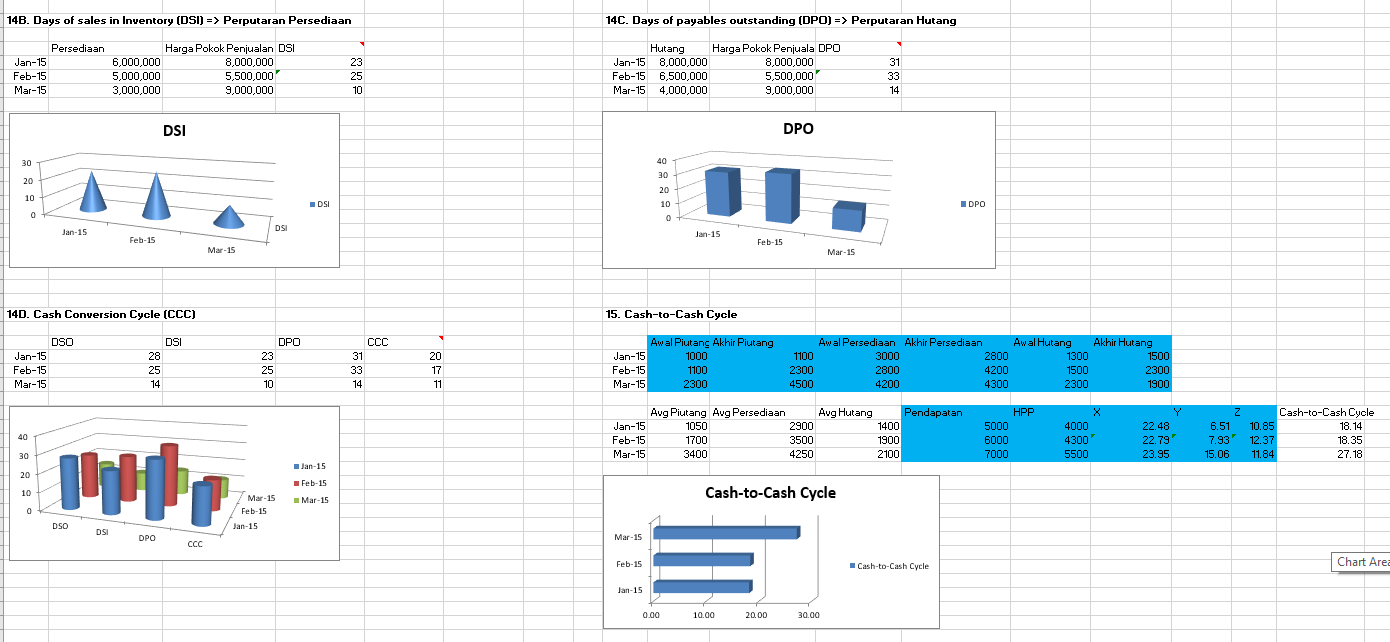 14B. Days of sales in Inventory (DSI) => Perputaran Persediaan
Persediaan Harga Pokok Penjualan DSI
Jan-15 6,000,000 8,000,000 23
Feb-15 5,000,000 5,500,000 25
Mar-15 3,000,000 9,000,000 10
DSI
30
20
10
0
Jan-15
Feb-15
Mar-15
DSI
DSI
14C. Days of payables outstanding (DPO) => Perputaran Hutang
Hutang Harga Pokok Penjuala DPO
Jan-15 8,000,000 8,000,000 31
Feb-15 6,500,000 5,500,000 33
Mar-15 4,000,000 9,000,000 14
DPO
40
30
20
10
0
Jan-15
Feb-15
Mar-15
DPO
14D. Cash Conversion Cycle (CCC)
DSO DSI DPO CCC
Jan-15 28 23 31 20
Feb-15 25 25 33 17
Mar-15 14 10 14 11
40
30
20
10
0
DSO
DSI
DPO
CCC
Mar-15
Feb-15
Jan-15
Jan-15
Feb-15
Mar-15
15. Cash-to-Cash Cycle
Awal Piutang Akhir Piutang Awal Persediaan Akhir Persediaan Awal Hutang Akhir Hutang
Jan-15 1000 1100 3000 2800 1300 1500
Feb-15 1100 2300 2800 4200 1500 2300
Mar-15 2300 4500 4200 4300 2300 1900
Avg Piutang Avg Persediaan Avg Hutang Pendapatan HPP X Y Z Cash-to-Cash Cycle
Jan-15 1050 2900 1400 5000 4000 22.48 6.51 10.85 18.14
Feb-15 1700 3500 1900 6000 4300 22.79 7.93 12.37 18.35
Mar-15 3400 4250 2100 7000 5500 23.95 15.06 11.84 27.18
Cash-to-Cash Cycle
Mar-15
Feb-15
Jan-15
0.00 10.00 20.00 30.00
Cash-to-Cash Cycle
Chart Area